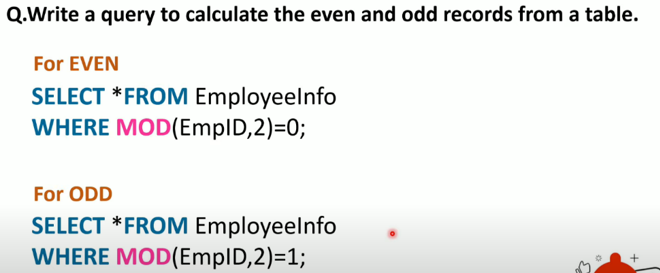 Q.Write a query to calculate the even and odd records from a table.
For EVEN
SELECT *FROM EmployeeInfo
WHERE MOD(EmpID,2)=0;
For ODD
SELECT *FROM EmployeeInfo
WHERE MOD(EmpID,2)=1;